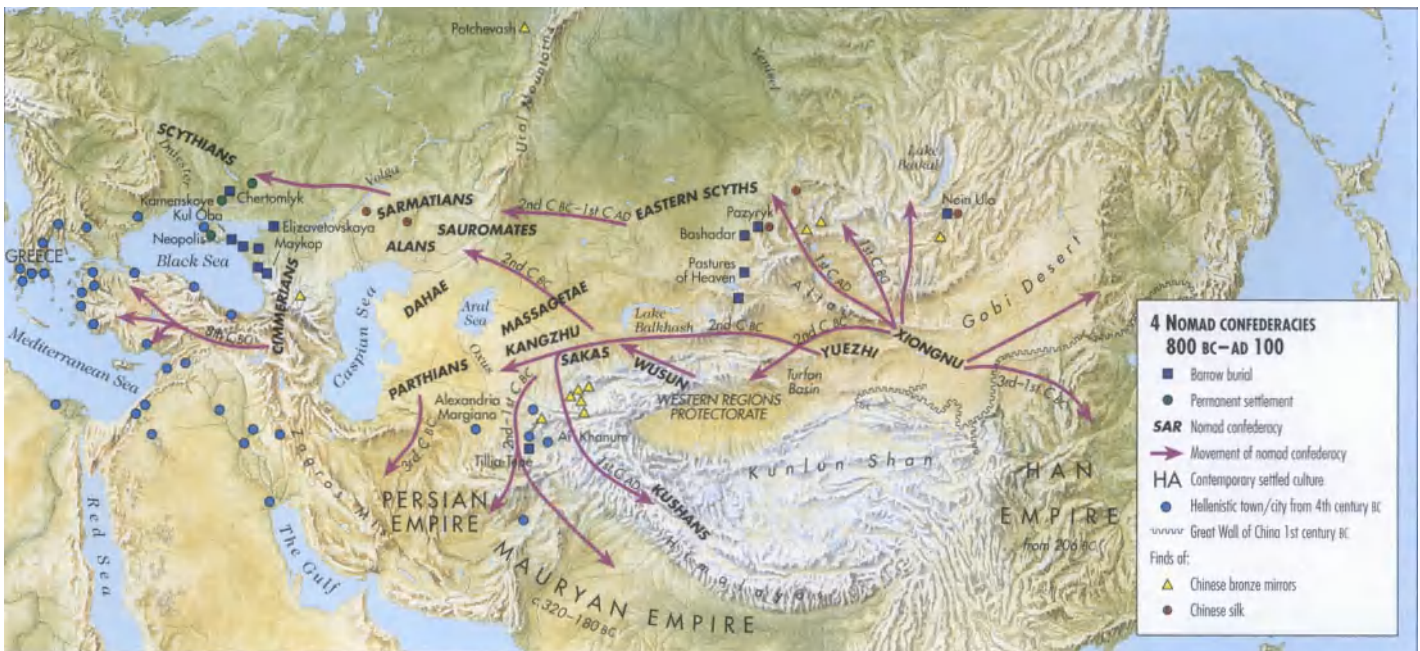 Potchevash
Ural Mountains
Yenisei
SCYTHIANS
Dniester
Volga
Lake
Baikal
Chertomlyk
Kamenskoye
Kul Oba
SARMATIANS
2nd C BC–1st C AD
EASTERN SCYTHS
Noin Ula
Pazyryk
Elizavetovskaya
SAUROMATES
Neopolis
Maykop
Bashadar
GREECE
Black Sea
ALANS
1st C AD
1st C BC
Pastures
of Heaven
Altai
Gobi Desert
CIMMERIANS
8th C BC
Caspian Sea
DAHAE
2nd C BC
Aral
Sea
MASSAGETAE
Lake
Balkhash
2nd C BC
2nd C BC
XIONGNU
Mediterranean Sea
Oxus
KANGZHU
SAKAS
YUEZHI
PARTHIANS
WUSUN
Turfan
Basin
3rd–1st C BC
Alexandria
Margiana
WESTERN REGIONS
PROTECTORATE
2nd–1st C BC
Ai Khanum
3rd C BC
Tillia Tepe
1st C AD
Zagros M
Kunlun Shan
HAN
EMPIRE
from 206 BC
PERSIAN
EMPIRE
KUSHANS
Red Sea
The Gulf
Himalaya
MAURYAN EMPIRE
c.320–180 BC
4 NOMAD CONFEDERACIES
800 BC–AD 100
Barrow burial
Permanent settlement
SAR Nomad confederacy
Movement of nomad confederacy
HA Contemporary settled culture
Hellenistic town/city from 4th century BC
Great Wall of China 1st century BC
Finds of:
Chinese bronze mirrors
Chinese silk